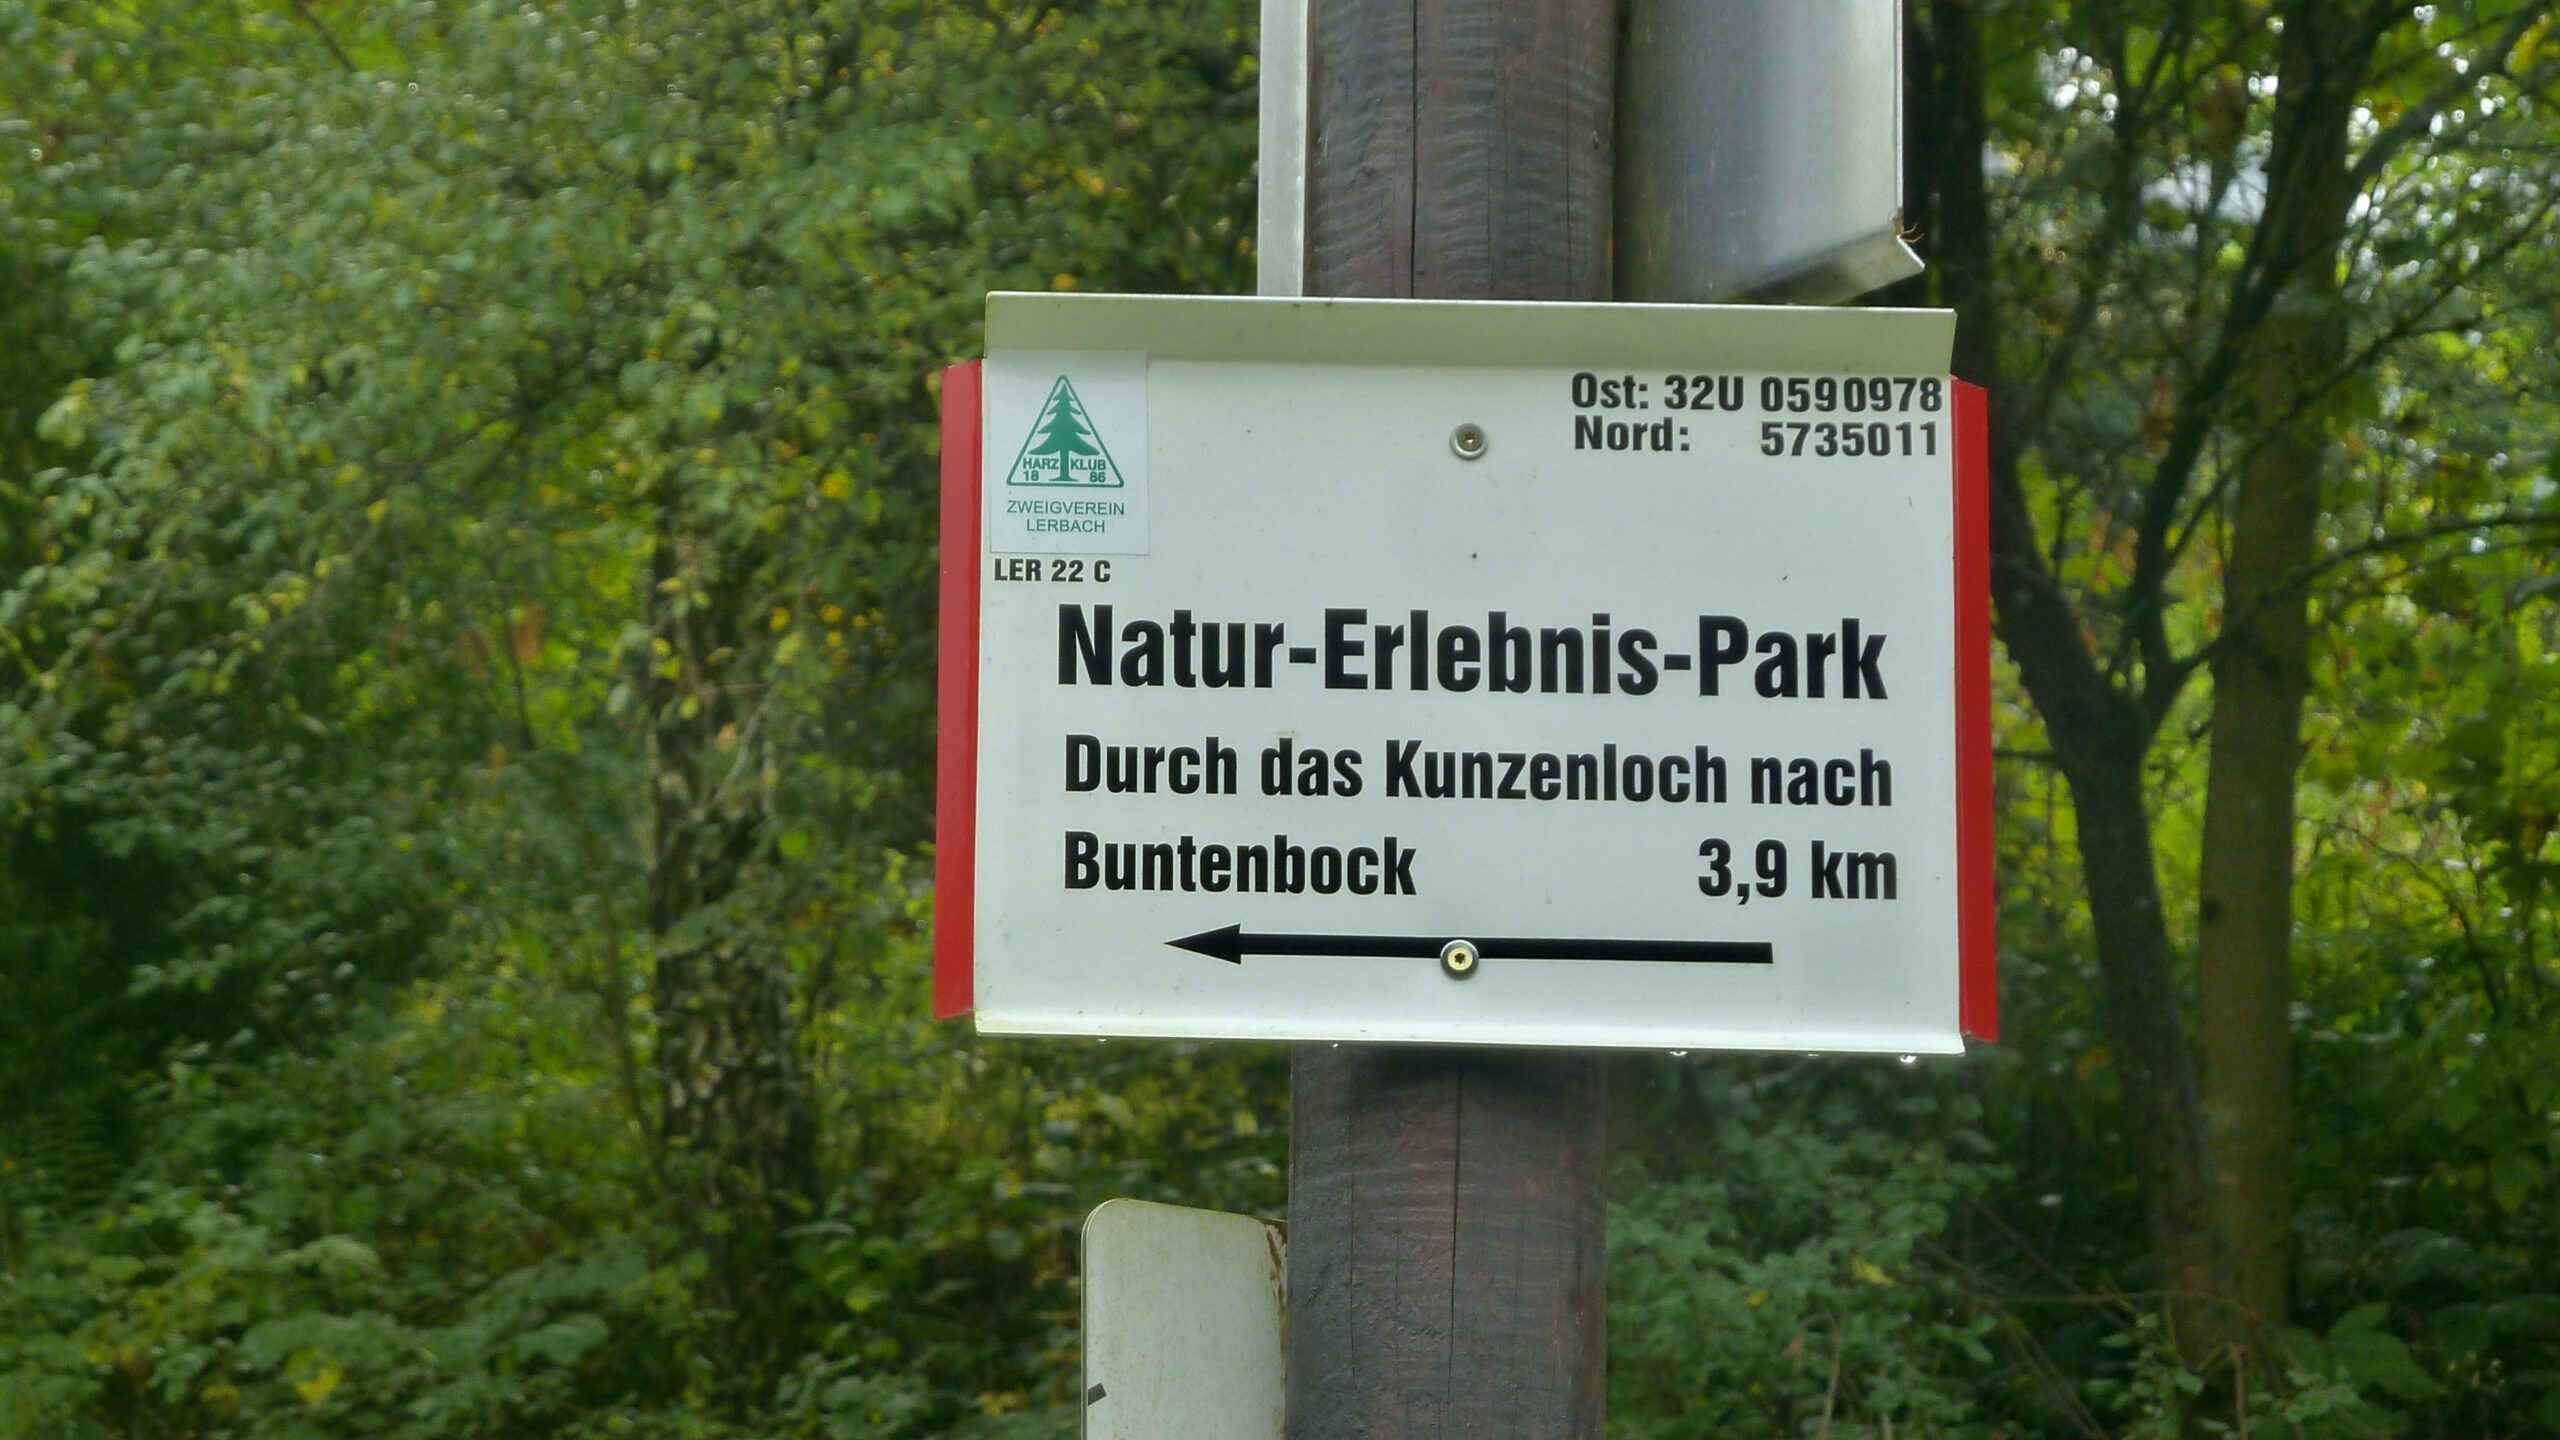 HARZ KLUB
18 86
ZWEIGVEREIN
LERBACH
LER 22 C
Ost: 32U 0590978
Nord: 5735011
Natur-Erlebnis-Park
Durch das Kunzenloch nach
Buntenbock 3,9 km